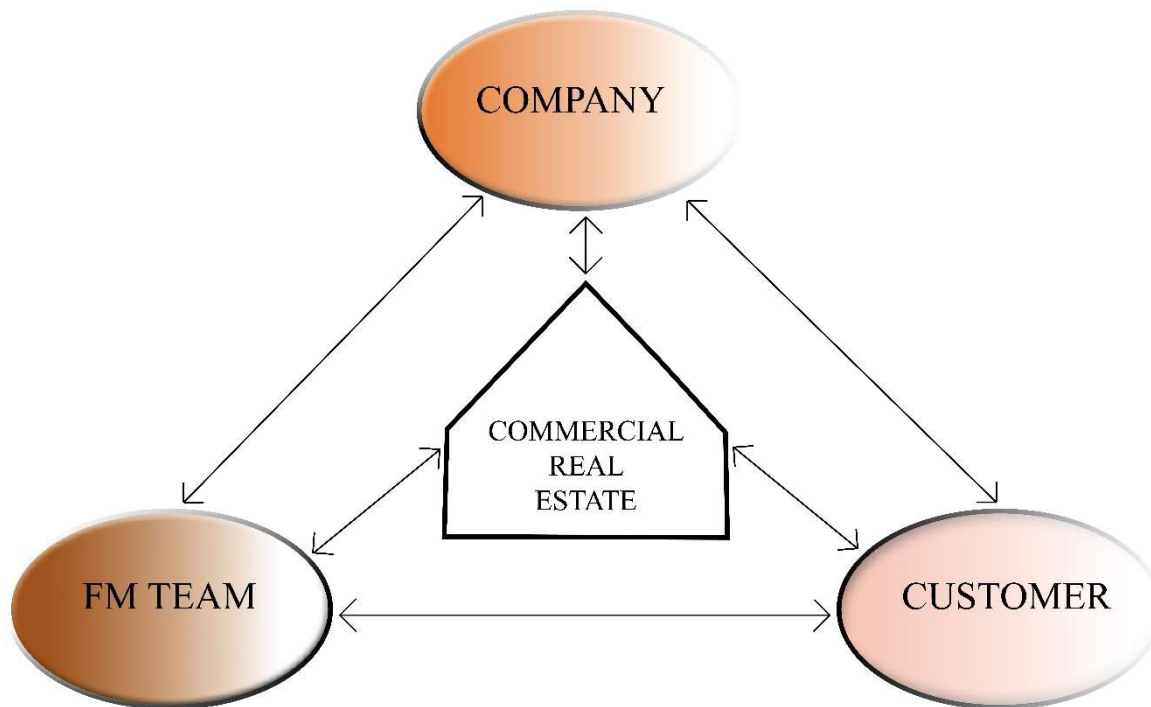 COMPANY
COMMERCIAL
REAL
ESTATE
FM TEAM
CUSTOMER